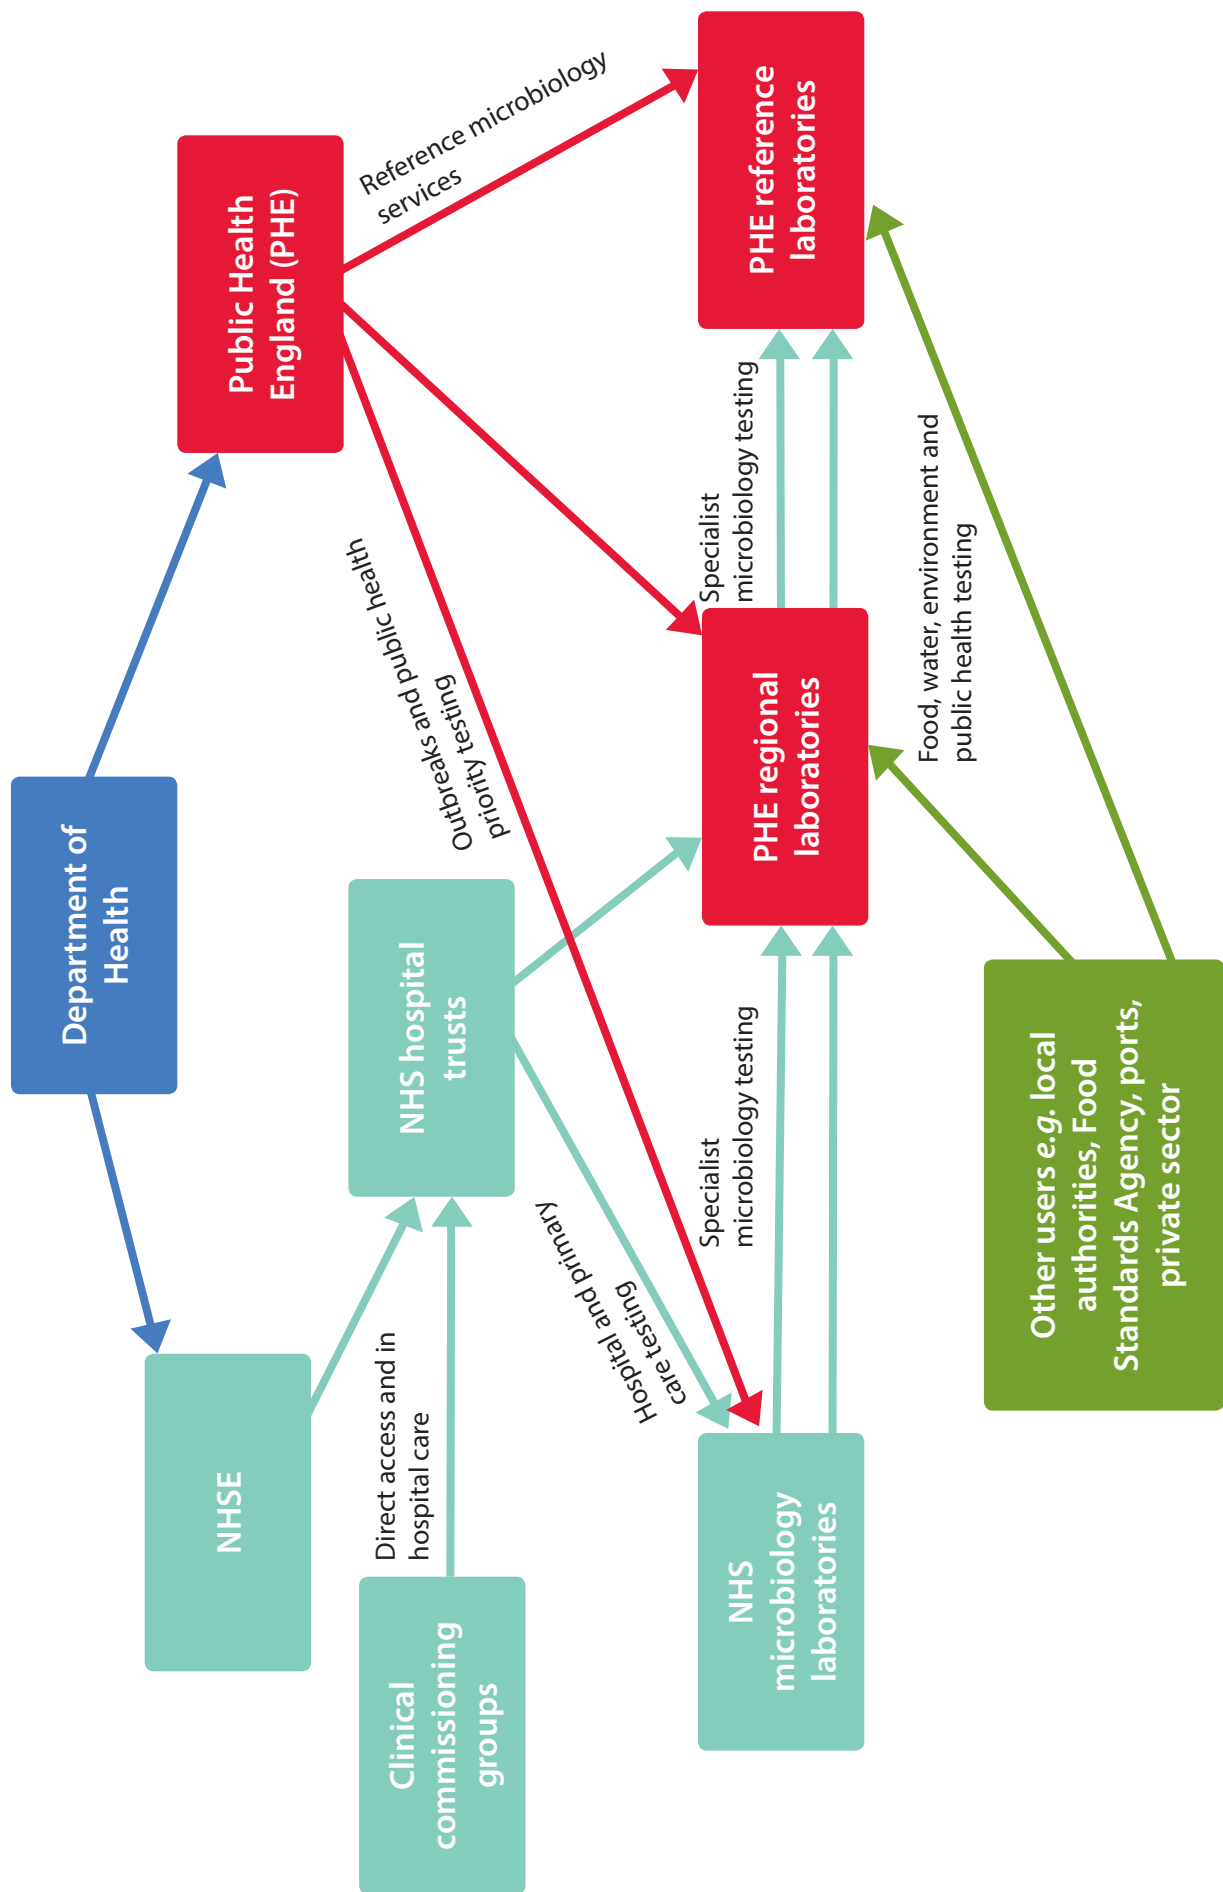 Department of
Health
NHSE
Public Health
England (PHE)
Clinical
commissioning
groups
Direct access and in
hospital care
NHS hospital
trusts
Outbreaks and public health
priority testing
Reference microbiology
services
Hospital and primary
care testing
NHS
microbiology
laboratories
Specialist
microbiology testing
PHE regional
laboratories
Specialist
microbiology testing
PHE reference
laboratories
Food, water, environment and
public health testing
Other users e.g. local
authorities, Food
Standards Agency, ports,
private sector